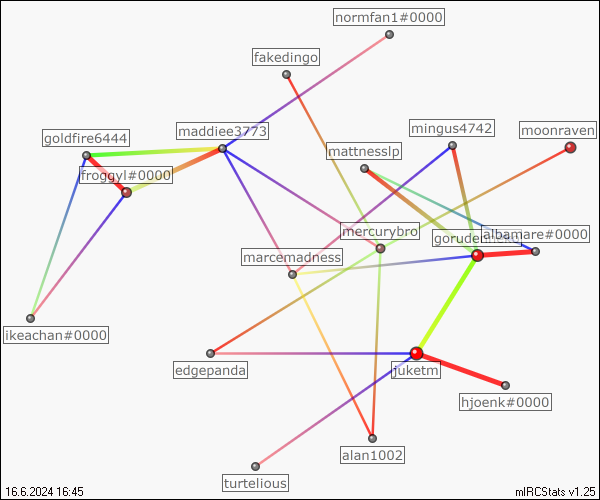 normfan1#0000
fakedingo
goldfire6444
maddiee3773
mingus4742
moonraven
mattnesslp
froggyl#0000
mercurybro
albamare#0000
marcemadness
ikeachan#0000
edgepanda
juketm
hjoenk#0000
alan1002
turtelious
16.6.2024 16:45
mIRCStats v1.25